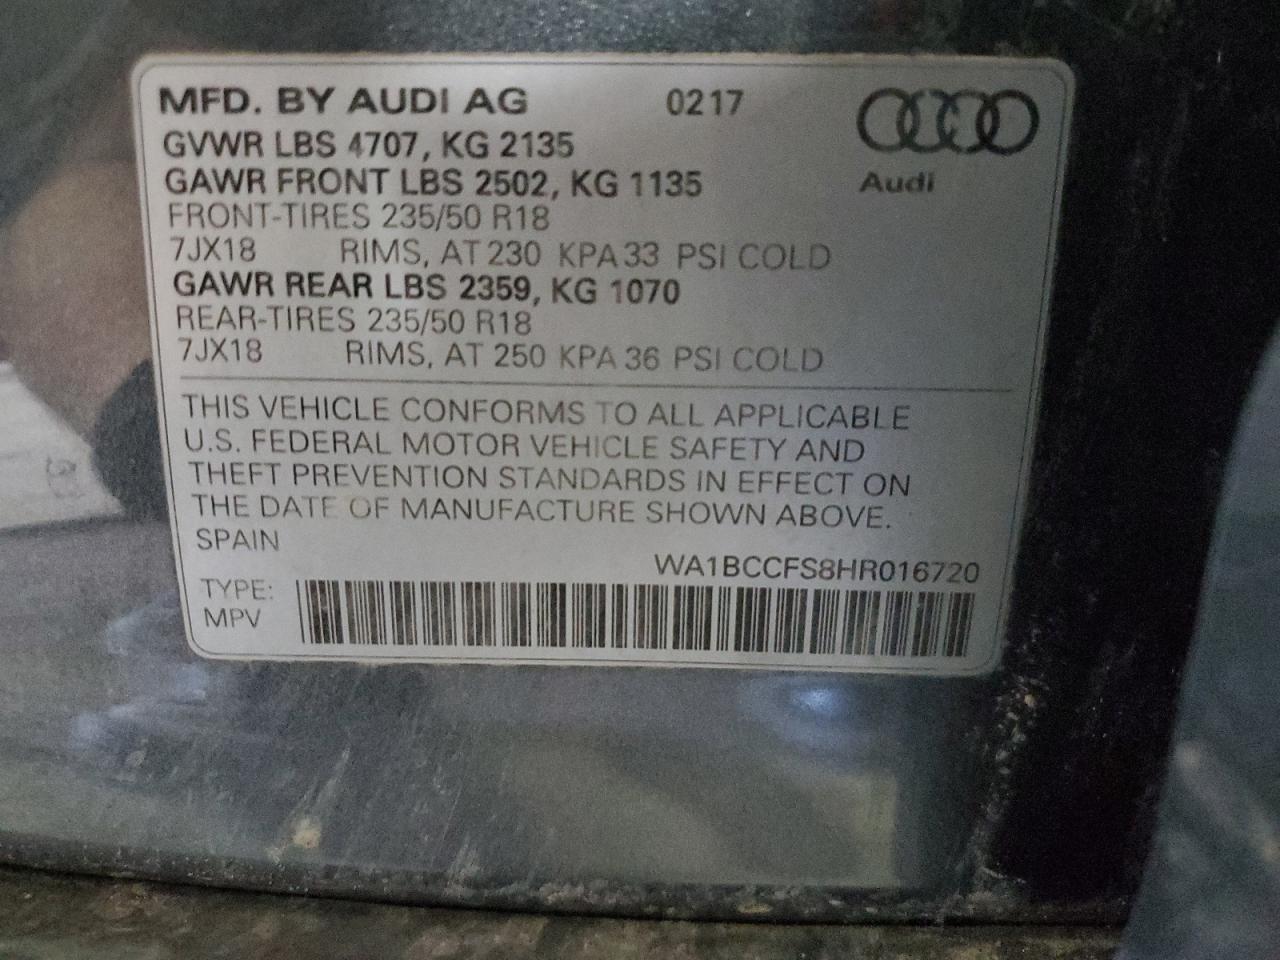 MFD. BY AUDI AG 0217
GVWR LBS 4707, KG 2135
GAWR FRONT LBS 2502, KG 1135
Audi
FRONT-TIRES 235/50 R18
7JX18 RIMS, AT 230 KPA 33 PSI COLD
GAWR REAR LBS 2359, KG 1070
REAR-TIRES 235/50 R18
7JX18 RIMS, AT 250 KPA 36 PSI COLD
THIS VEHICLE CONFORMS TO ALL APPLICABLE
U.S. FEDERAL MOTOR VEHICLE SAFETY AND
THEFT PREVENTION STANDARDS IN EFFECT ON
THE DATE OF MANUFACTURE SHOWN ABOVE.
SPAIN
WA1BCCFS8HR016720
TYPE:
MPV